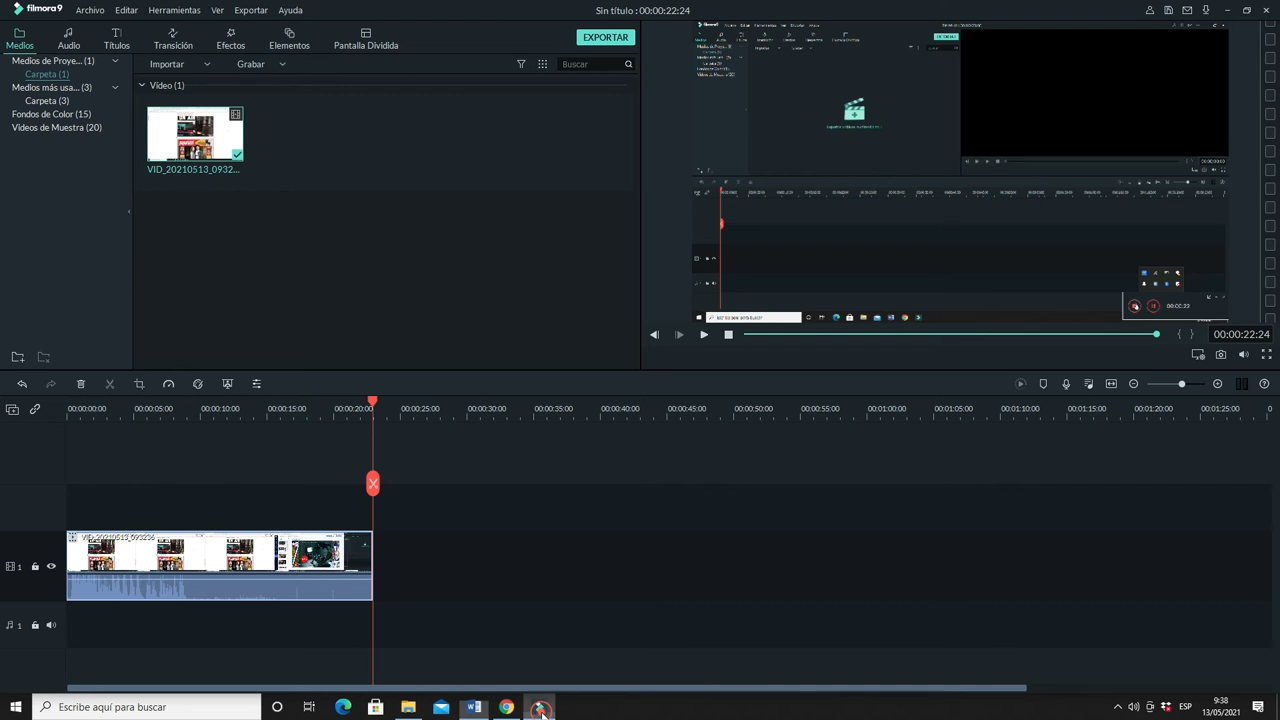 filmora9
Archivo Editar Herramientas Ver Exportar Ayuda
Sin título : 00:00:22:24
Medios
Títulos
Transición
Efectos
Elementos
Pantalla Dividida
EXPORTAR
(1)
Carpeta (1)
Medios más usa... (3)
Carpeta (3)
Fondos de Color (15)
Videos de Muestra (20)
Importar
Grabar
Buscar
Vídeo (1)
VID_20210513_0932...
00:00:22:24
00:00:00:00
00:00:05:00
00:00:10:00
00:00:15:00
00:00:20:00
00:00:25:00
00:00:30:00
00:00:35:00
00:00:40:00
00:00:45:00
00:00:50:00
00:00:55:00
00:01:00:00
00:01:05:00
00:01:10:00
00:01:15:00
00:01:20:00
00:01:25:00
1
1
Escribe aquí para buscar
ESP
9:38
13/05/2021